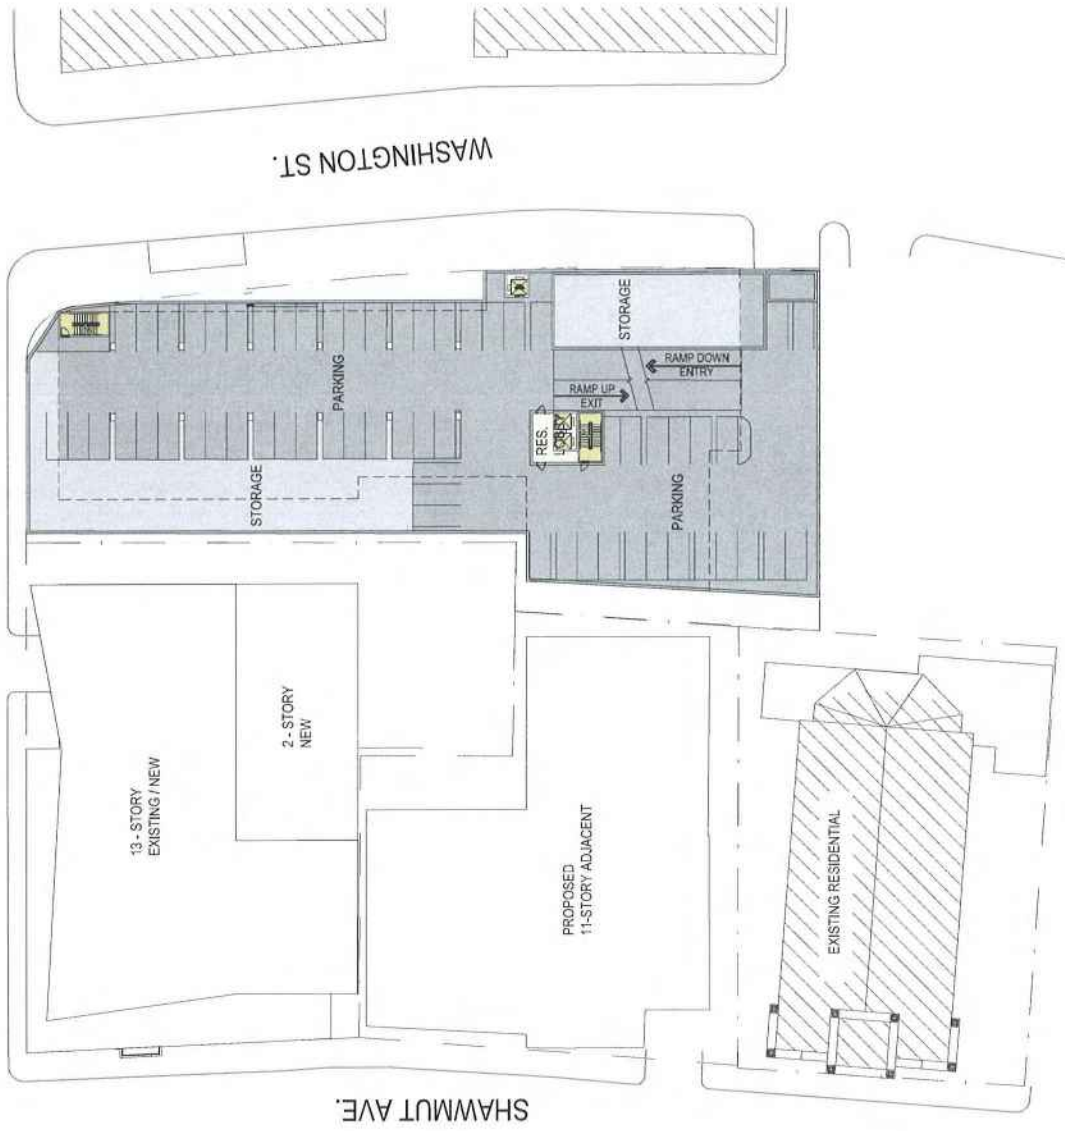 WASHINGTON ST.
STORAGE
RAMP DOWN
ENTRY
RAMP UP
EXIT
PARKING
RES.
LOBBY
STORAGE
PARKING
2 - STORY
NEW
13 - STORY
EXISTING / NEW
PROPOSED
11-STORY ADJACENT
EXISTING RESIDENTIAL
SHAWMUT AVE.